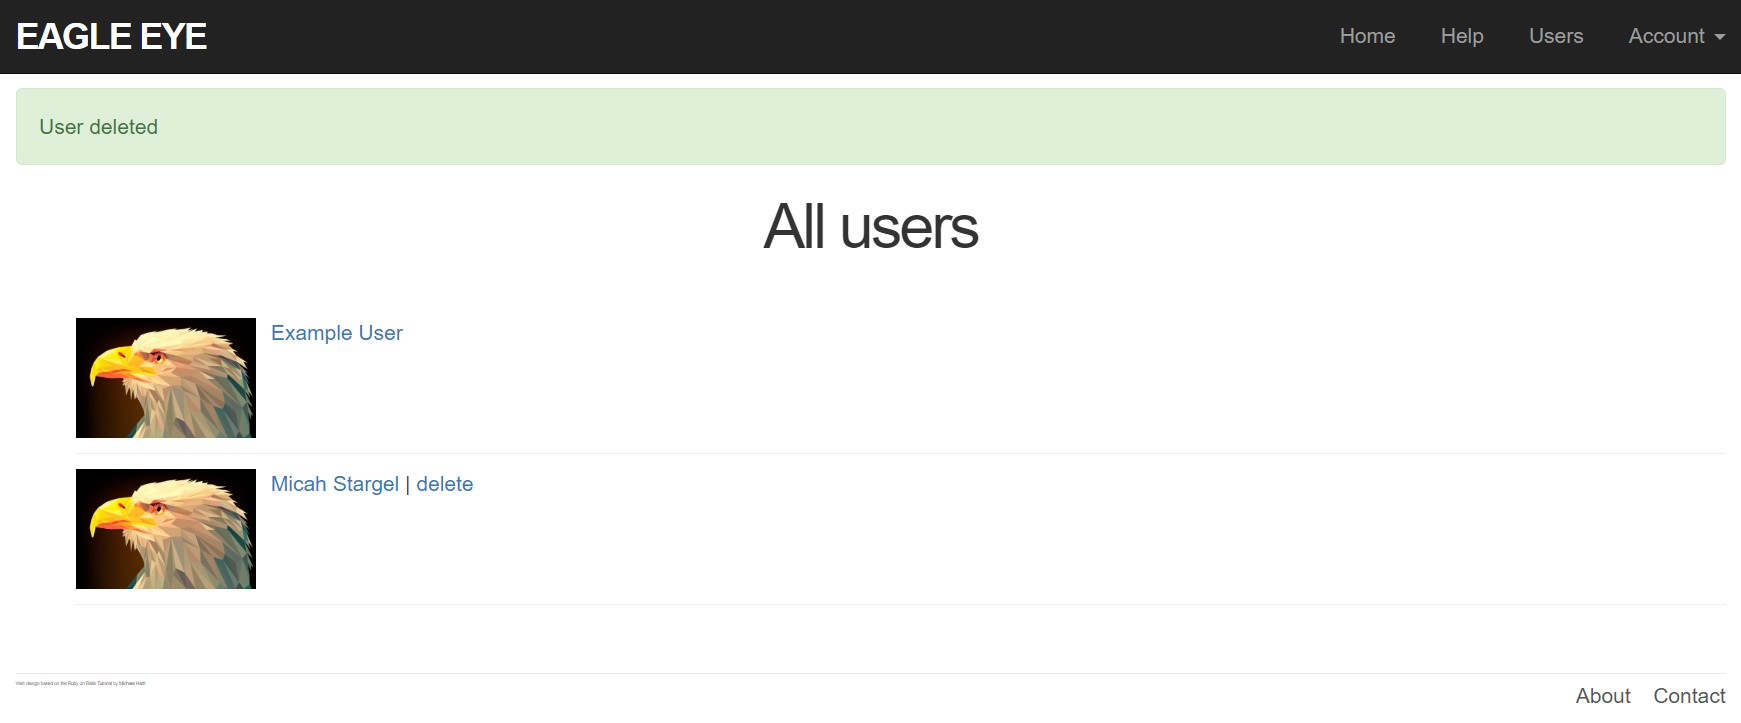 EAGLE EYE
Home Help Users Account
User deleted
All users
Example User
Micah Stargel | delete
Web design based on the Ruby on Rails Tutorial by Michael Hartl
About Contact